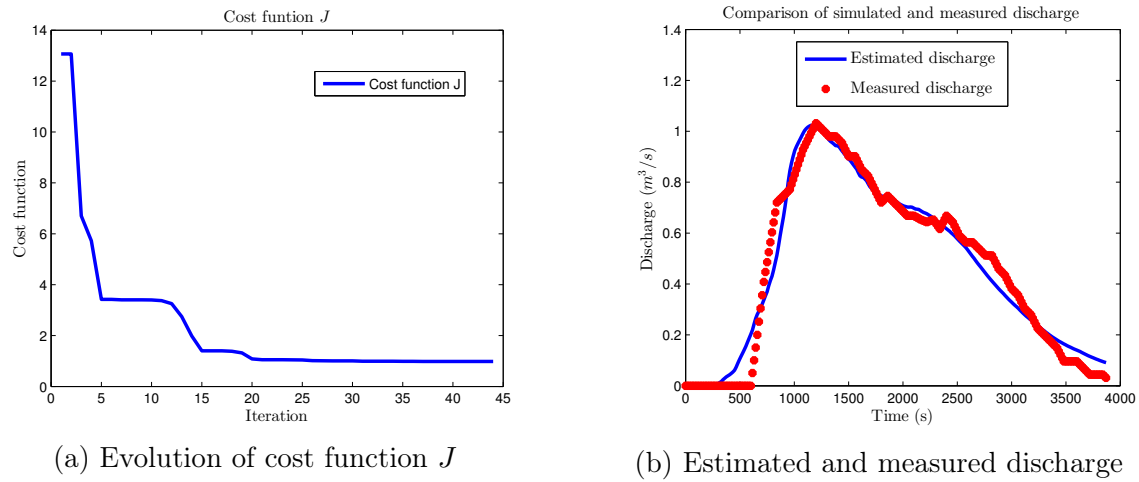 Cost funtion J
14
12
10
8
6
4
2
0
Cost function
Cost function J
0 5 10 15 20 25 30 35 40 45
Iteration
(a) Evolution of cost function J
Comparison of simulated and measured discharge
1.4
1.2
1
0.8
0.6
0.4
0.2
0
Discharge (m³/s)
Estimated discharge
Measured discharge
0 500 1000 1500 2000 2500 3000 3500 4000
Time (s)
(b) Estimated and measured discharge